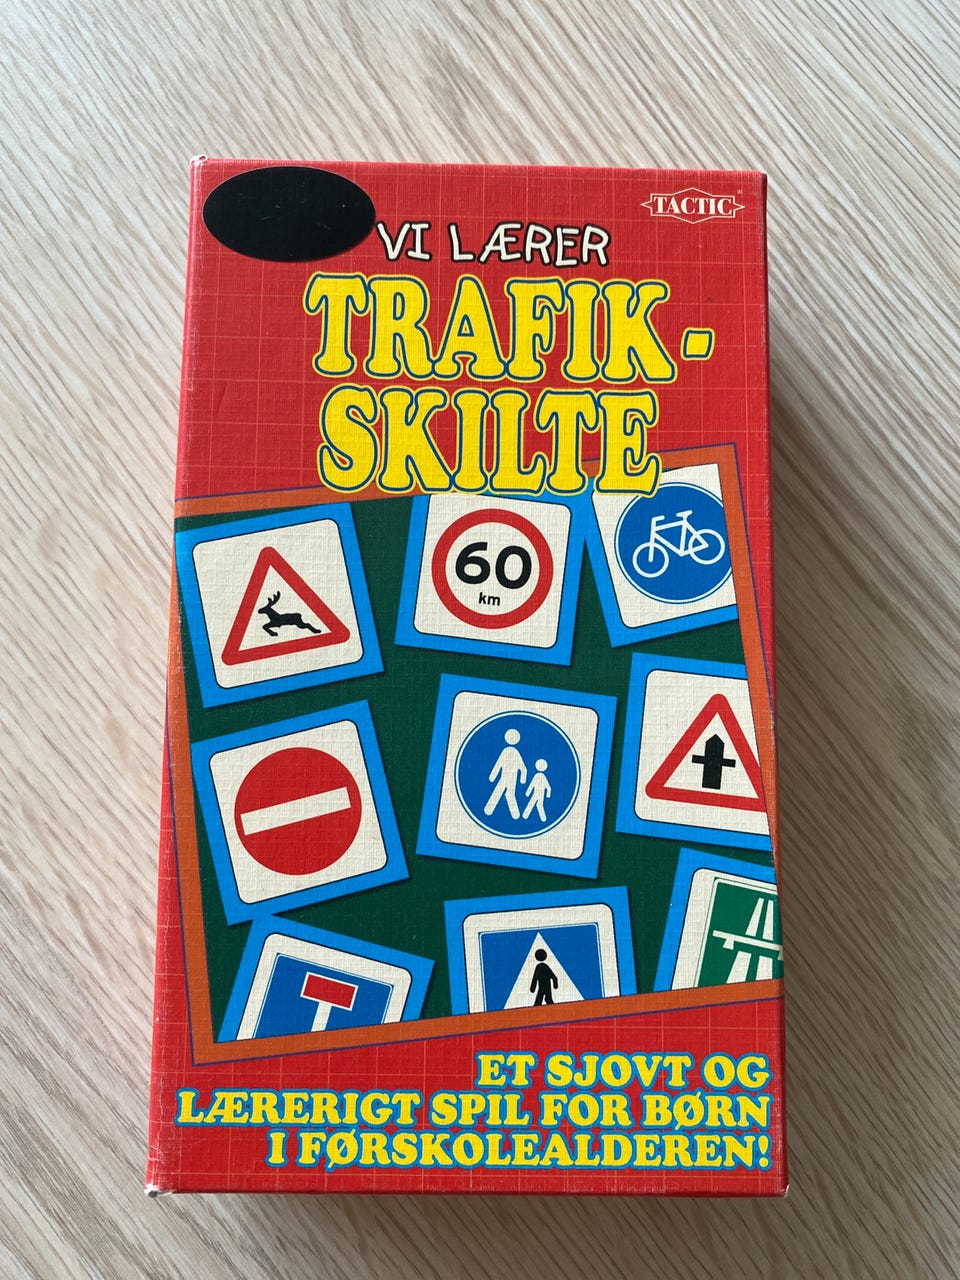 TACTIC
VI LÆRER
TRAFIK-
SKILTE
60
km
ET SJOVT OG
LÆRERIGT SPIL FOR BØRN
I FØRSKOLEALDEREN!